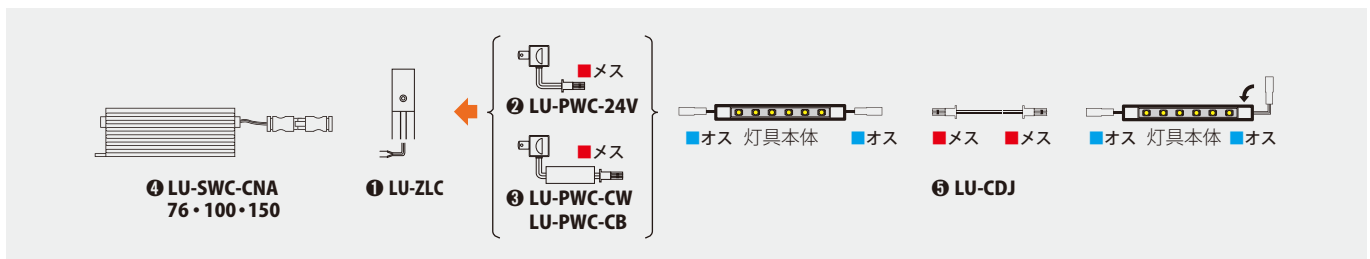 ■メス
❷ LU-PWC-24V
■メス
❸ LU-PWC-CW
LU-PWC-CB
❹ LU-SWC-CNA
76・100・150
❶ LU-ZLC
■オス 灯具本体 ■オス
■メス ■メス
❺ LU-CDJ
■オス 灯具本体 ■オス